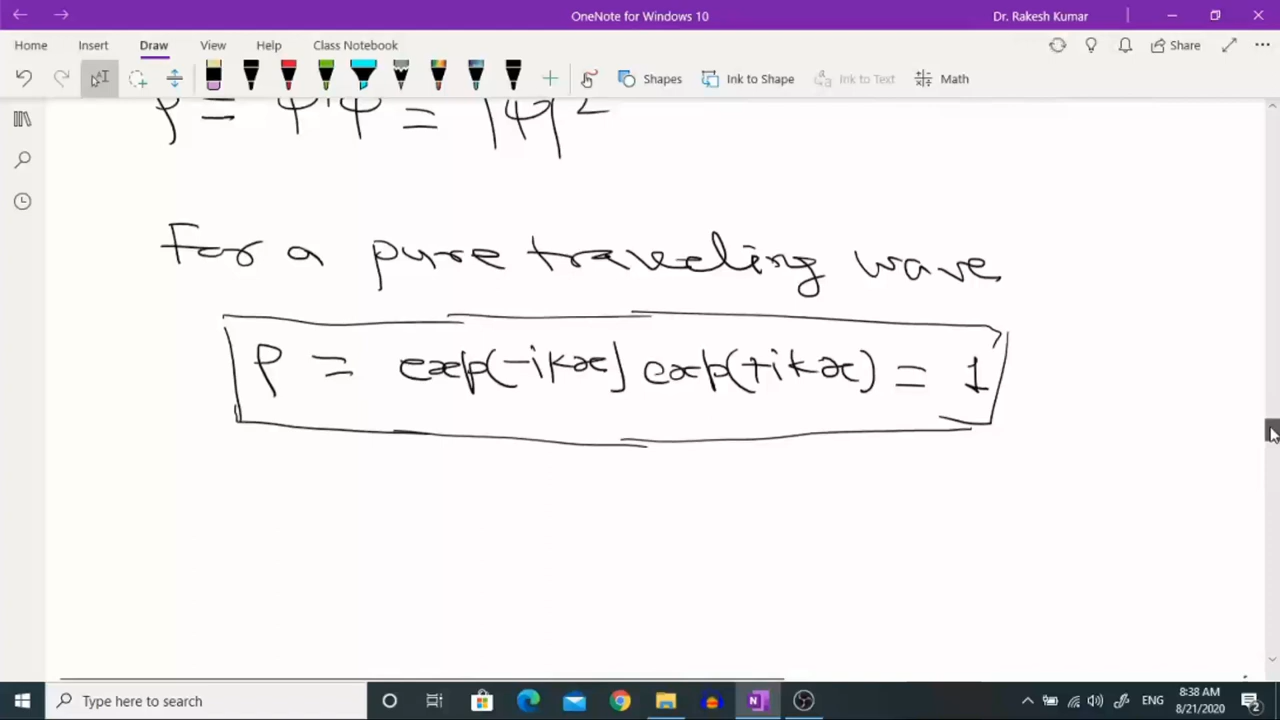 OneNote for Windows 10
Dr. Rakesh Kumar
Home Insert Draw View Help Class Notebook
Share
Shapes Ink to Shape Ink to Text Math
ρ = ψ*ψ = |ψ|²
For a pure traveling wave
ρ = exp(-ikx] exp(+ikx) = 1
Type here to search
ENG
8:38 AM
8/21/2020
2